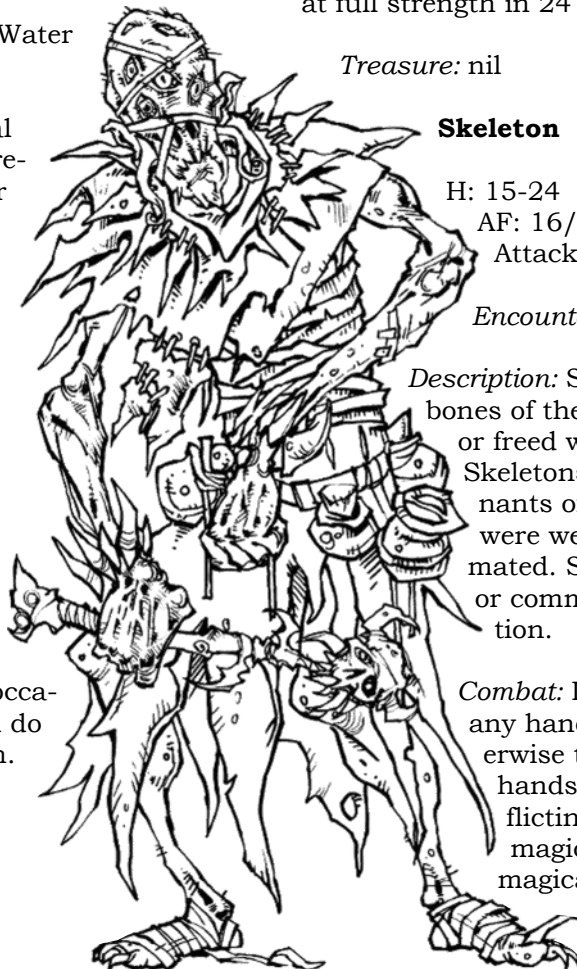 Water
al
re-
r
occa-
do
n.
at full strength in 24
Treasure: nil
Skeleton
H: 15-24
AF: 16/
Attack
Encount
Description: S
bones of the
or freed w
Skeletons
nants o
were we
mated. S
or comm
tion.
Combat:
any hand
erwise t
hands
flictin
magic
magica